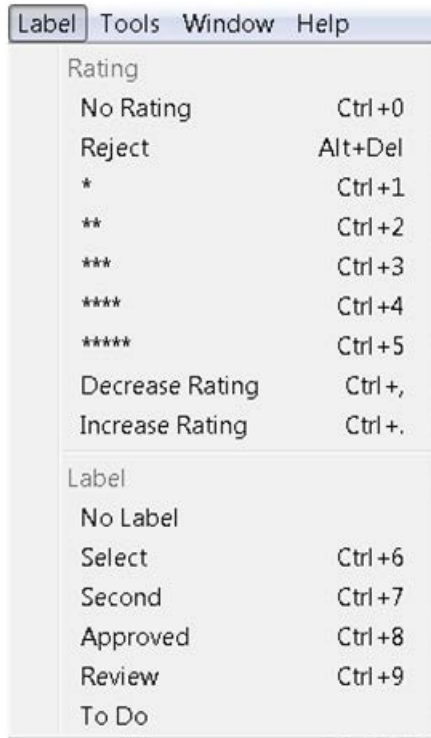 Label Tools Window Help
Rating
No Rating Ctrl+0
Reject Alt+Del
* Ctrl+1
** Ctrl+2
*** Ctrl+3
**** Ctrl+4
***** Ctrl+5
Decrease Rating Ctrl+,
Increase Rating Ctrl+.
Label
No Label
Select Ctrl+6
Second Ctrl+7
Approved Ctrl+8
Review Ctrl+9
To Do